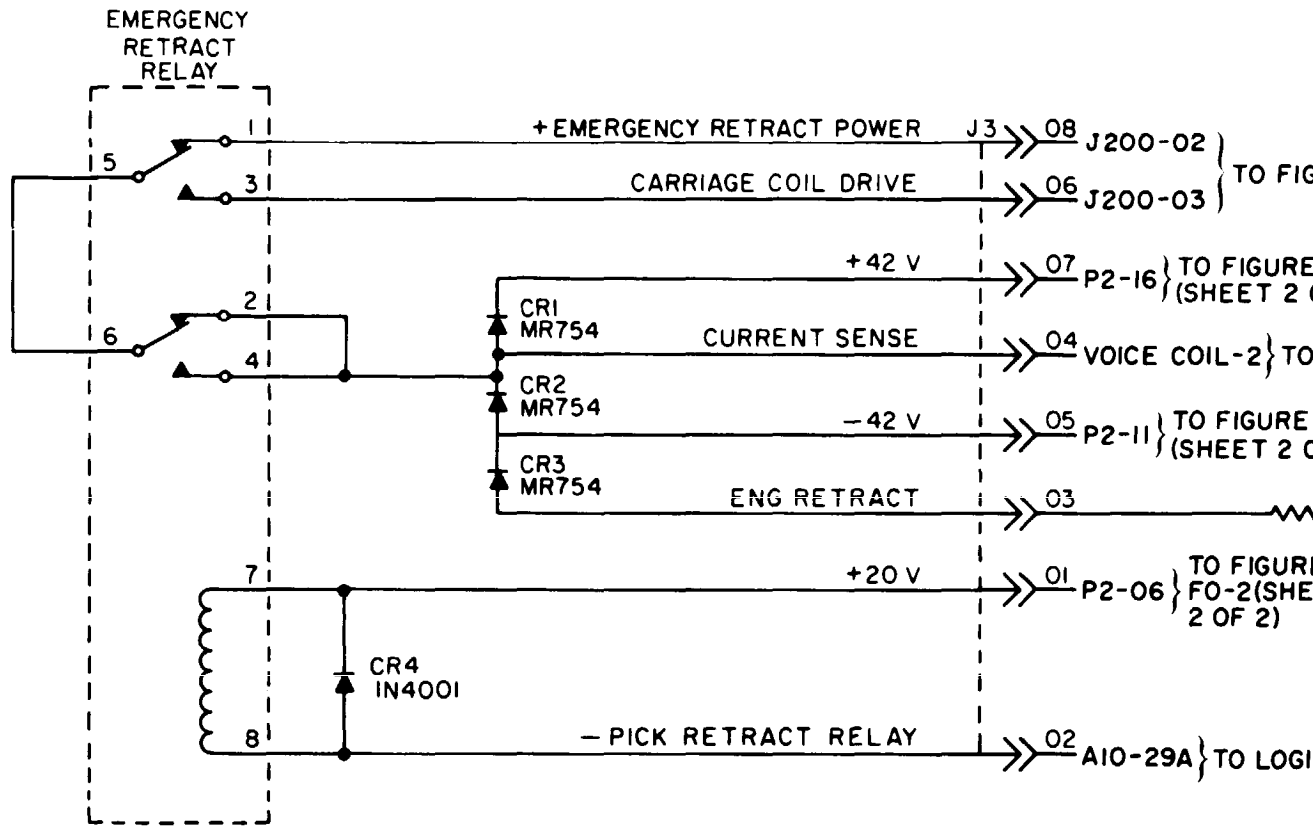 EMERGENCY
RETRACT
RELAY
1
+EMERGENCY RETRACT POWER
J3
08
J200-02
5
TO FIG
3
CARRIAGE COIL DRIVE
06
J200-03
+42 V
07
P2-16
TO FIGURE
(SHEET 2
2
CR1
MR754
6
CURRENT SENSE
04
VOICE COIL-2
TO
4
CR2
MR754
-42 V
05
P2-11
TO FIGURE
(SHEET 2
CR3
MR754
ENG RETRACT
03
7
+20 V
01
P2-06
TO FIGURE
FO-2(SHE
2 OF 2)
CR4
1N4001
8
-PICK RETRACT RELAY
02
A10-29A
TO LOGI